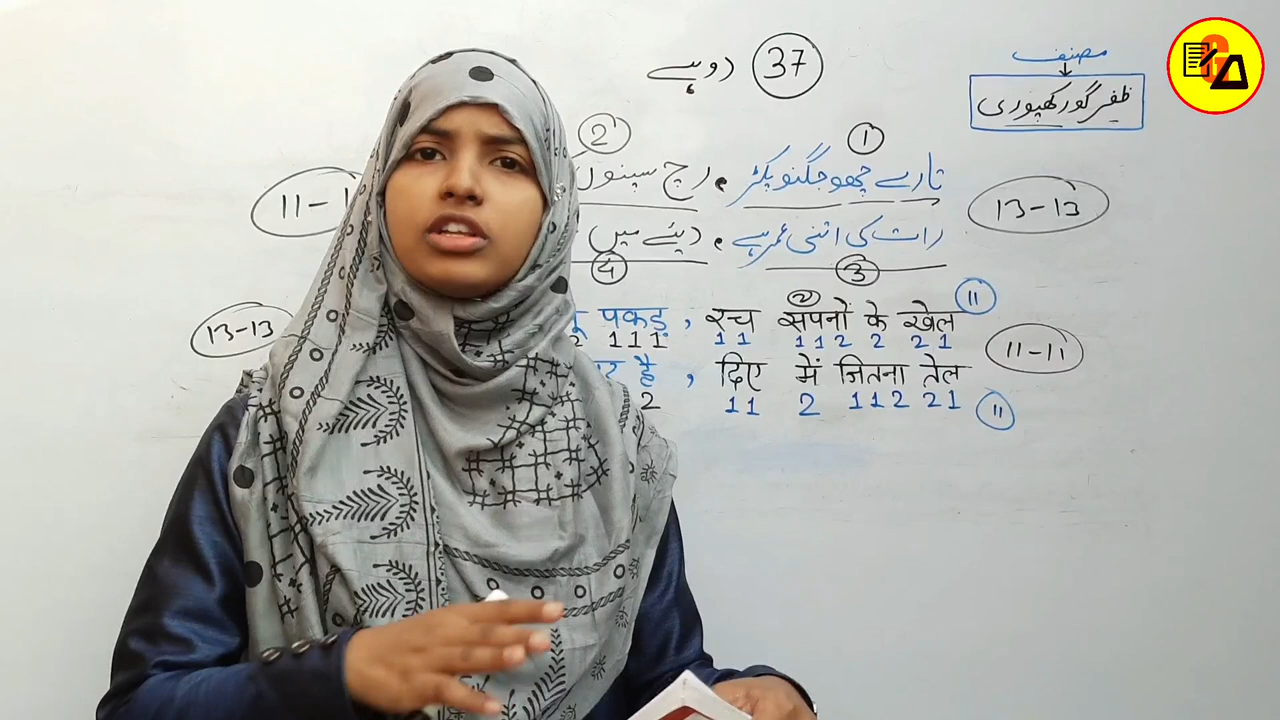 37 دوہے
مصنف
ظفر گورکھپوری
2
1
تارے چھو جگنو پکڑ، رچ سپنوں
11-1
13-13
رات کی اتنی عمر ہے، دیئے میں
4
3
पकड़, रच सपनों के खेल 11
2 111 11 112 2 21
13-13
11-11
है, दिए में जितना तेल
2 11 2 112 21 11